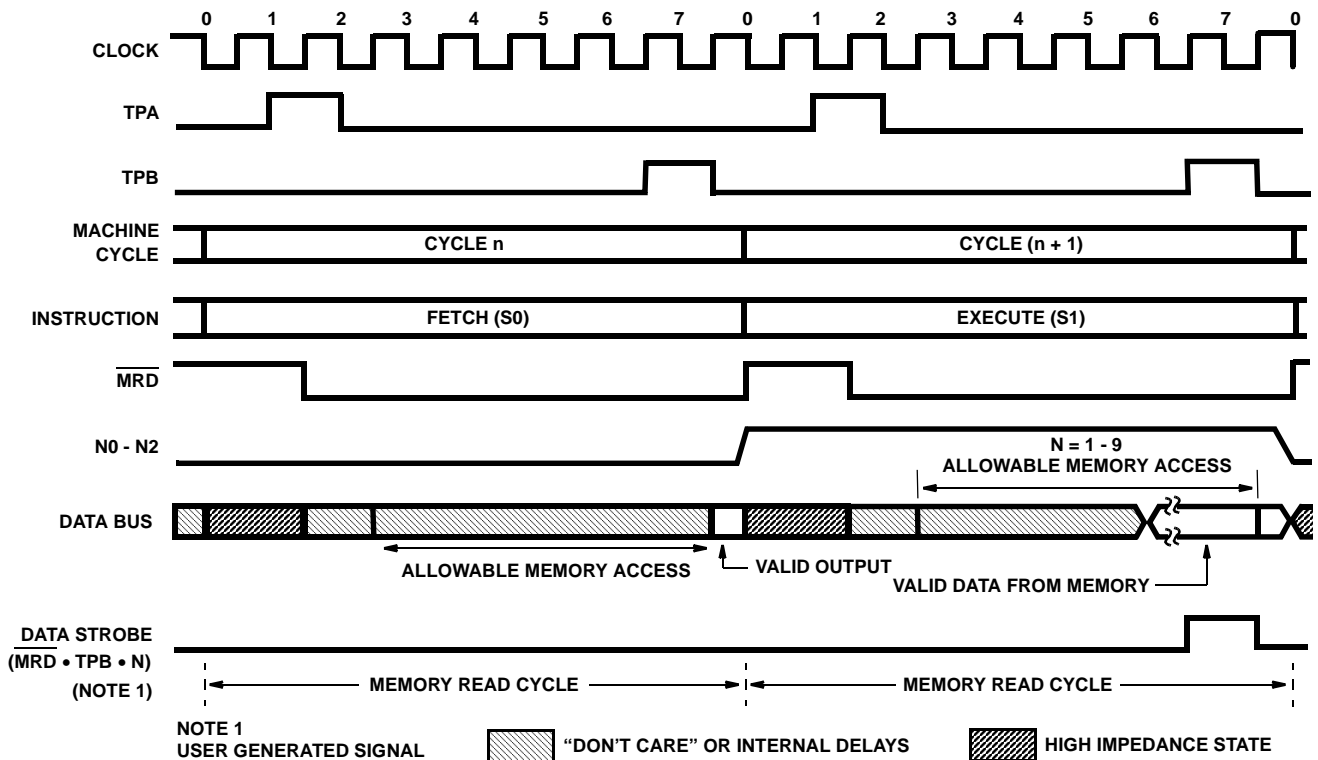 0 1 2 3 4 5 6 7 0 1 2 3 4 5 6 7 0
CLOCK
TPA
TPB
MACHINE
CYCLE
CYCLE n
CYCLE (n + 1)
INSTRUCTION
FETCH (S0)
EXECUTE (S1)
MRD
N0 - N2
N = 1 - 9
ALLOWABLE MEMORY ACCESS
DATA BUS
ALLOWABLE MEMORY ACCESS
VALID OUTPUT
VALID DATA FROM MEMORY
DATA STROBE
(MRD • TPB • N)
(NOTE 1)
MEMORY READ CYCLE
MEMORY READ CYCLE
NOTE 1
USER GENERATED SIGNAL
“DON'T CARE” OR INTERNAL DELAYS
HIGH IMPEDANCE STATE